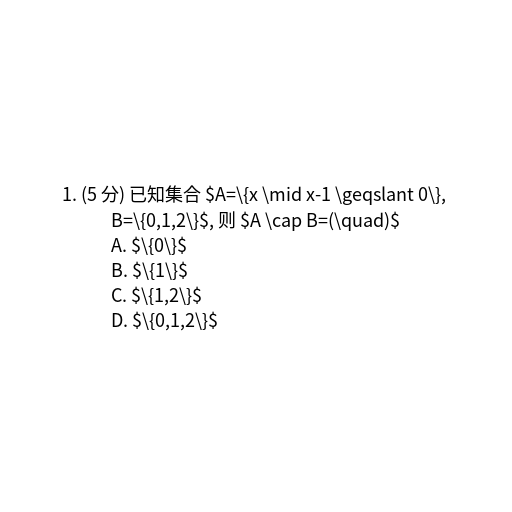 1. (5 分) 已知集合 $A=\{x \mid x-1 \geqslant 0\},
B=\{0,1,2\}$, 则 $A \cap B=(\quad)$
A. $\{0\}$
B. $\{1\}$
C. $\{1,2\}$
D. $\{0,1,2\}$